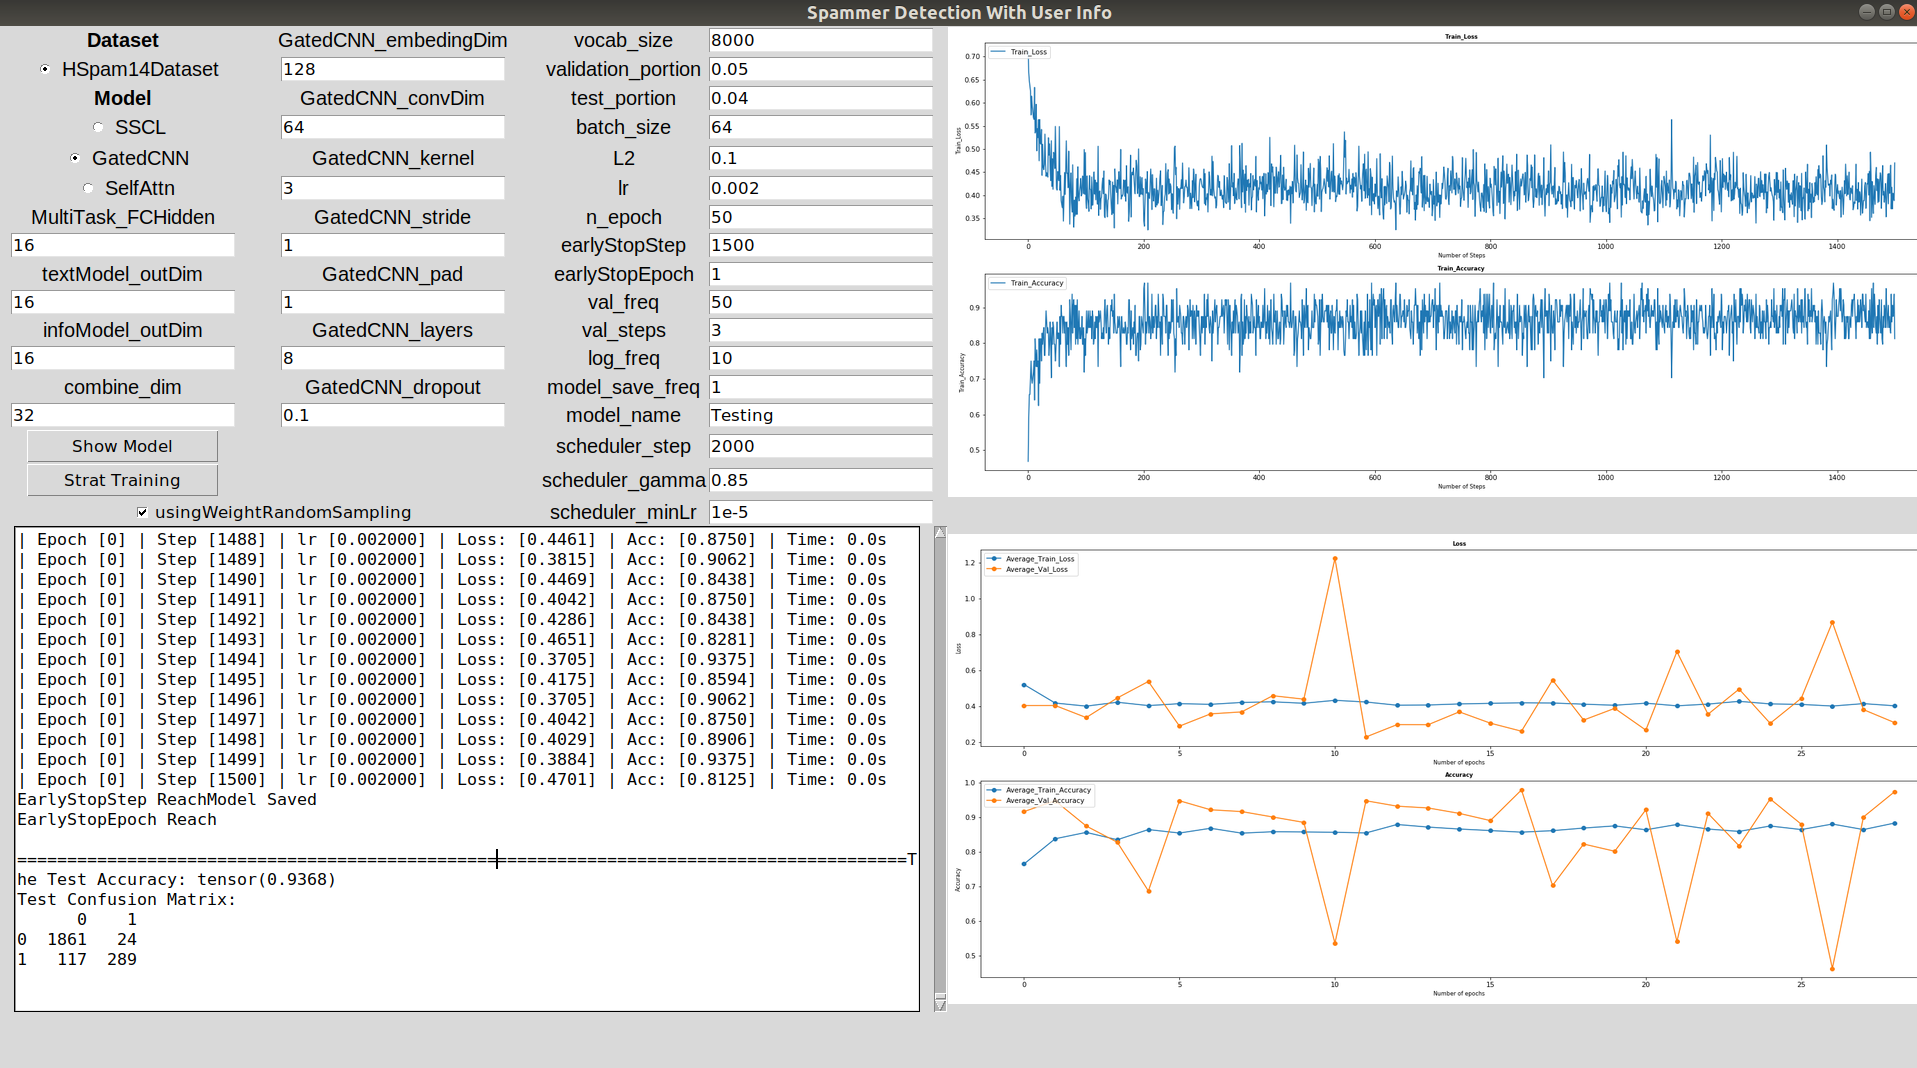 Spammer Detection With User Info
Dataset
HSpam14Dataset
Model
SSCL
GatedCNN
SelfAttn
MultiTask_FCHidden
16
textModel_outDim
16
infoModel_outDim
16
combine_dim
32
Show Model
Strat Training
usingWeightRandomSampling
GatedCNN_embedingDim
128
GatedCNN_convDim
64
GatedCNN_kernel
3
GatedCNN_stride
1
GatedCNN_pad
1
GatedCNN_layers
8
GatedCNN_dropout
0.1
vocab_size 8000
validation_portion 0.05
test_portion 0.04
batch_size 64
L2 0.1
lr 0.002
n_epoch 50
earlyStopStep 1500
earlyStopEpoch 1
val_freq 50
val_steps 3
log_freq 10
model_save_freq 1
model_name Testing
scheduler_step 2000
scheduler_gamma 0.85
scheduler_minLr 1e-5
| Epoch [0] | Step [1488] | lr [0.002000] | Loss: [0.4461] | Acc: [0.8750] | Time: 0.0s
| Epoch [0] | Step [1489] | lr [0.002000] | Loss: [0.3815] | Acc: [0.9062] | Time: 0.0s
| Epoch [0] | Step [1490] | lr [0.002000] | Loss: [0.4469] | Acc: [0.8438] | Time: 0.0s
| Epoch [0] | Step [1491] | lr [0.002000] | Loss: [0.4042] | Acc: [0.8750] | Time: 0.0s
| Epoch [0] | Step [1492] | lr [0.002000] | Loss: [0.4286] | Acc: [0.8438] | Time: 0.0s
| Epoch [0] | Step [1493] | lr [0.002000] | Loss: [0.4651] | Acc: [0.8281] | Time: 0.0s
| Epoch [0] | Step [1494] | lr [0.002000] | Loss: [0.3705] | Acc: [0.9375] | Time: 0.0s
| Epoch [0] | Step [1495] | lr [0.002000] | Loss: [0.4175] | Acc: [0.8594] | Time: 0.0s
| Epoch [0] | Step [1496] | lr [0.002000] | Loss: [0.3705] | Acc: [0.9062] | Time: 0.0s
| Epoch [0] | Step [1497] | lr [0.002000] | Loss: [0.4042] | Acc: [0.8750] | Time: 0.0s
| Epoch [0] | Step [1498] | lr [0.002000] | Loss: [0.4029] | Acc: [0.8906] | Time: 0.0s
| Epoch [0] | Step [1499] | lr [0.002000] | Loss: [0.3884] | Acc: [0.9375] | Time: 0.0s
| Epoch [0] | Step [1500] | lr [0.002000] | Loss: [0.4701] | Acc: [0.8125] | Time: 0.0s
EarlyStopStep ReachModel Saved
EarlyStopEpoch Reach
=========================================================================================T
he Test Accuracy: tensor(0.9368)
Test Confusion Matrix:
0 1
0 1861 24
1 117 289
Train_Loss
Train_Loss
Train_Loss
0.70
0.65
0.60
0.55
0.50
0.45
0.40
0.35
0 200 400 600 800 1000 1200 1400
Number of Steps
Train_Accuracy
Train_Accuracy
Train_Accuracy
0.9
0.8
0.7
0.6
0.5
0 200 400 600 800 1000 1200 1400
Number of Steps
Loss
Average_Train_Loss
Average_Val_Loss
Loss
1.2
1.0
0.8
0.6
0.4
0.2
0 5 10 15 20 25
Number of epochs
Accuracy
Average_Train_Accuracy
Average_Val_Accuracy
Accuracy
1.0
0.9
0.8
0.7
0.6
0.5
0 5 10 15 20 25
Number of epochs